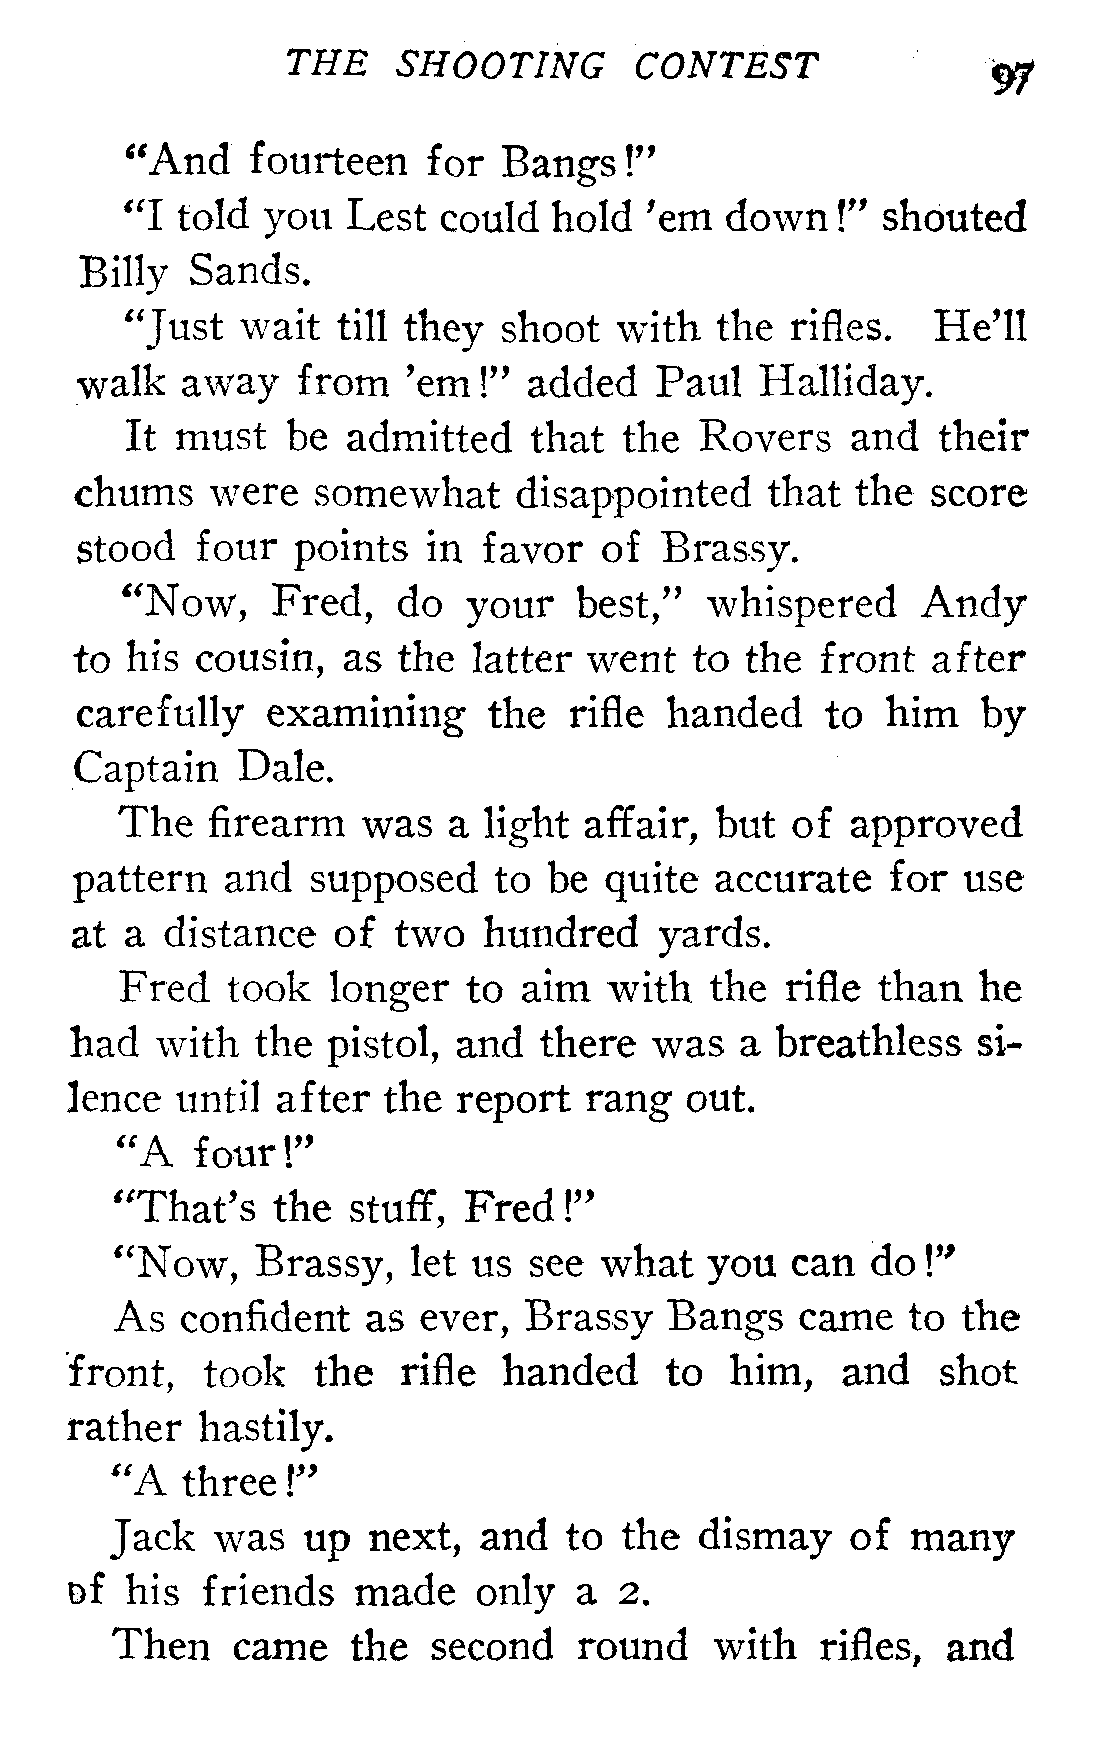 THE SHOOTING CONTEST 97
"And fourteen for Bangs!"
"I told you Lest could hold 'em down!" shouted
Billy Sands.
"Just wait till they shoot with the rifles. He'll
walk away from 'em!" added Paul Halliday.
It must be admitted that the Rovers and their
chums were somewhat disappointed that the score
stood four points in favor of Brassy.
"Now, Fred, do your best," whispered Andy
to his cousin, as the latter went to the front after
carefully examining the rifle handed to him by
Captain Dale.
The firearm was a light affair, but of approved
pattern and supposed to be quite accurate for use
at a distance of two hundred yards.
Fred took longer to aim with the rifle than he
had with the pistol, and there was a breathless si-
lence until after the report rang out.
"A four!"
"That's the stuff, Fred!"
"Now, Brassy, let us see what you can do!"
As confident as ever, Brassy Bangs came to the
front, took the rifle handed to him, and shot
rather hastily.
"A three!"
Jack was up next, and to the dismay of many
of his friends made only a 2.
Then came the second round with rifles, and